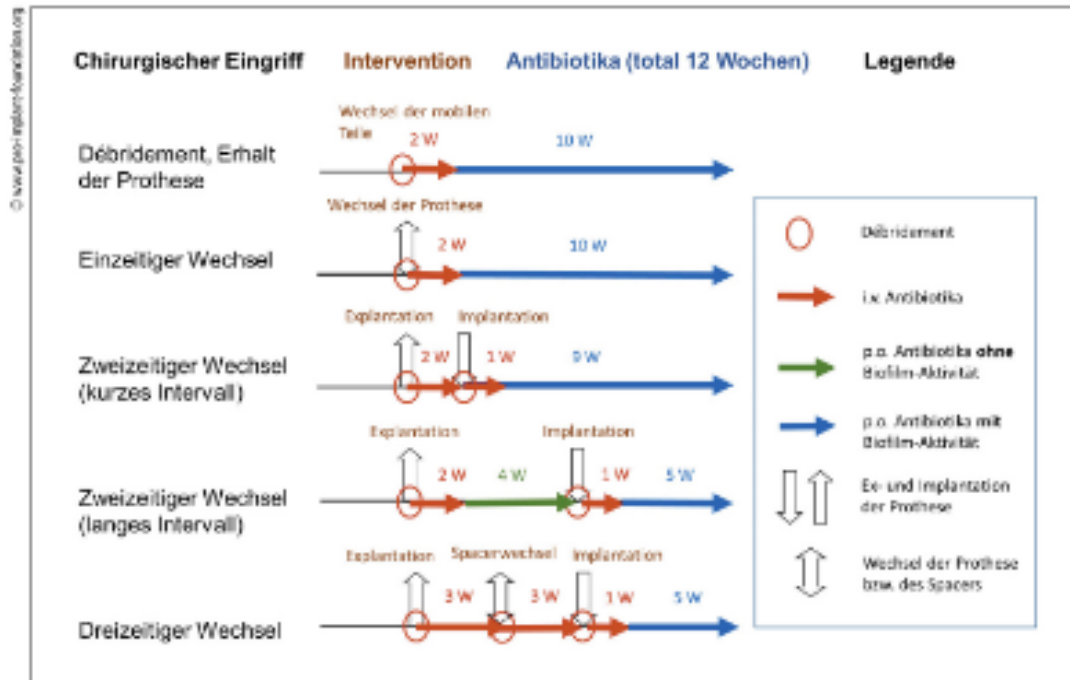 © www.pro-implant-foundation.org
Chirurgischer Eingriff
Intervention
Antibiotika (total 12 Wochen)
Legende
Wechsel der mobilen
Teile
2 W
10 W
Débridement, Erhalt
der Prothese
Wechsel der Prothese
2 W
10 W
Einzeitiger Wechsel
Explantation
Implantation
2 W
1 W
9 W
Zweizeitiger Wechsel
(kurzes Intervall)
Explantation
Implantation
2 W
4 W
1 W
5 W
Zweizeitiger Wechsel
(langes Intervall)
Explantation
Spacerwechsel
Implantation
3 W
3 W
1 W
5 W
Dreizeitiger Wechsel
Débridement
i.v. Antibiotika
p.o. Antibiotika ohne
Biofilm-Aktivität
p.o. Antibiotika mit
Biofilm-Aktivität
Ex- und Implantation
der Prothese
Wechsel der Prothese
bzw. des Spacers